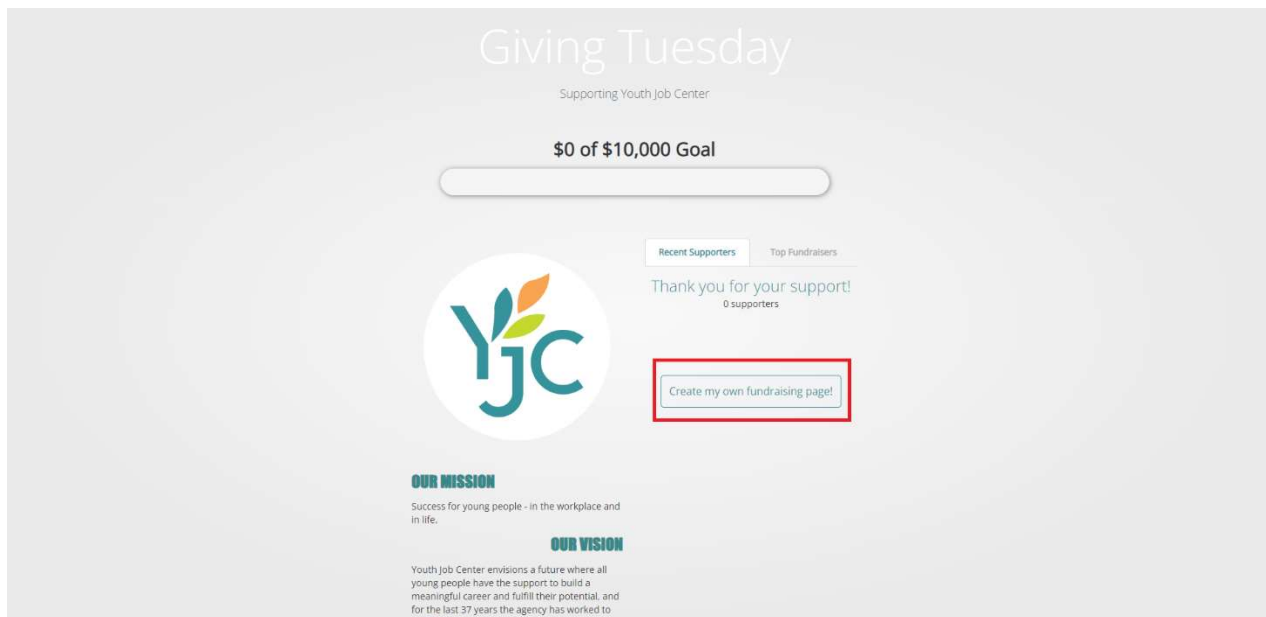 Giving Tuesday
Supporting Youth Job Center
$0 of $10,000 Goal
Recent Supporters Top Fundraisers
Thank you for your support!
0 supporters
YJC
Create my own fundraising page!
OUR MISSION
Success for young people - in the workplace and
in life.
OUR VISION
Youth Job Center envisions a future where all
young people have the support to build a
meaningful career and fulfill their potential, and
for the last 37 years the agency has worked to